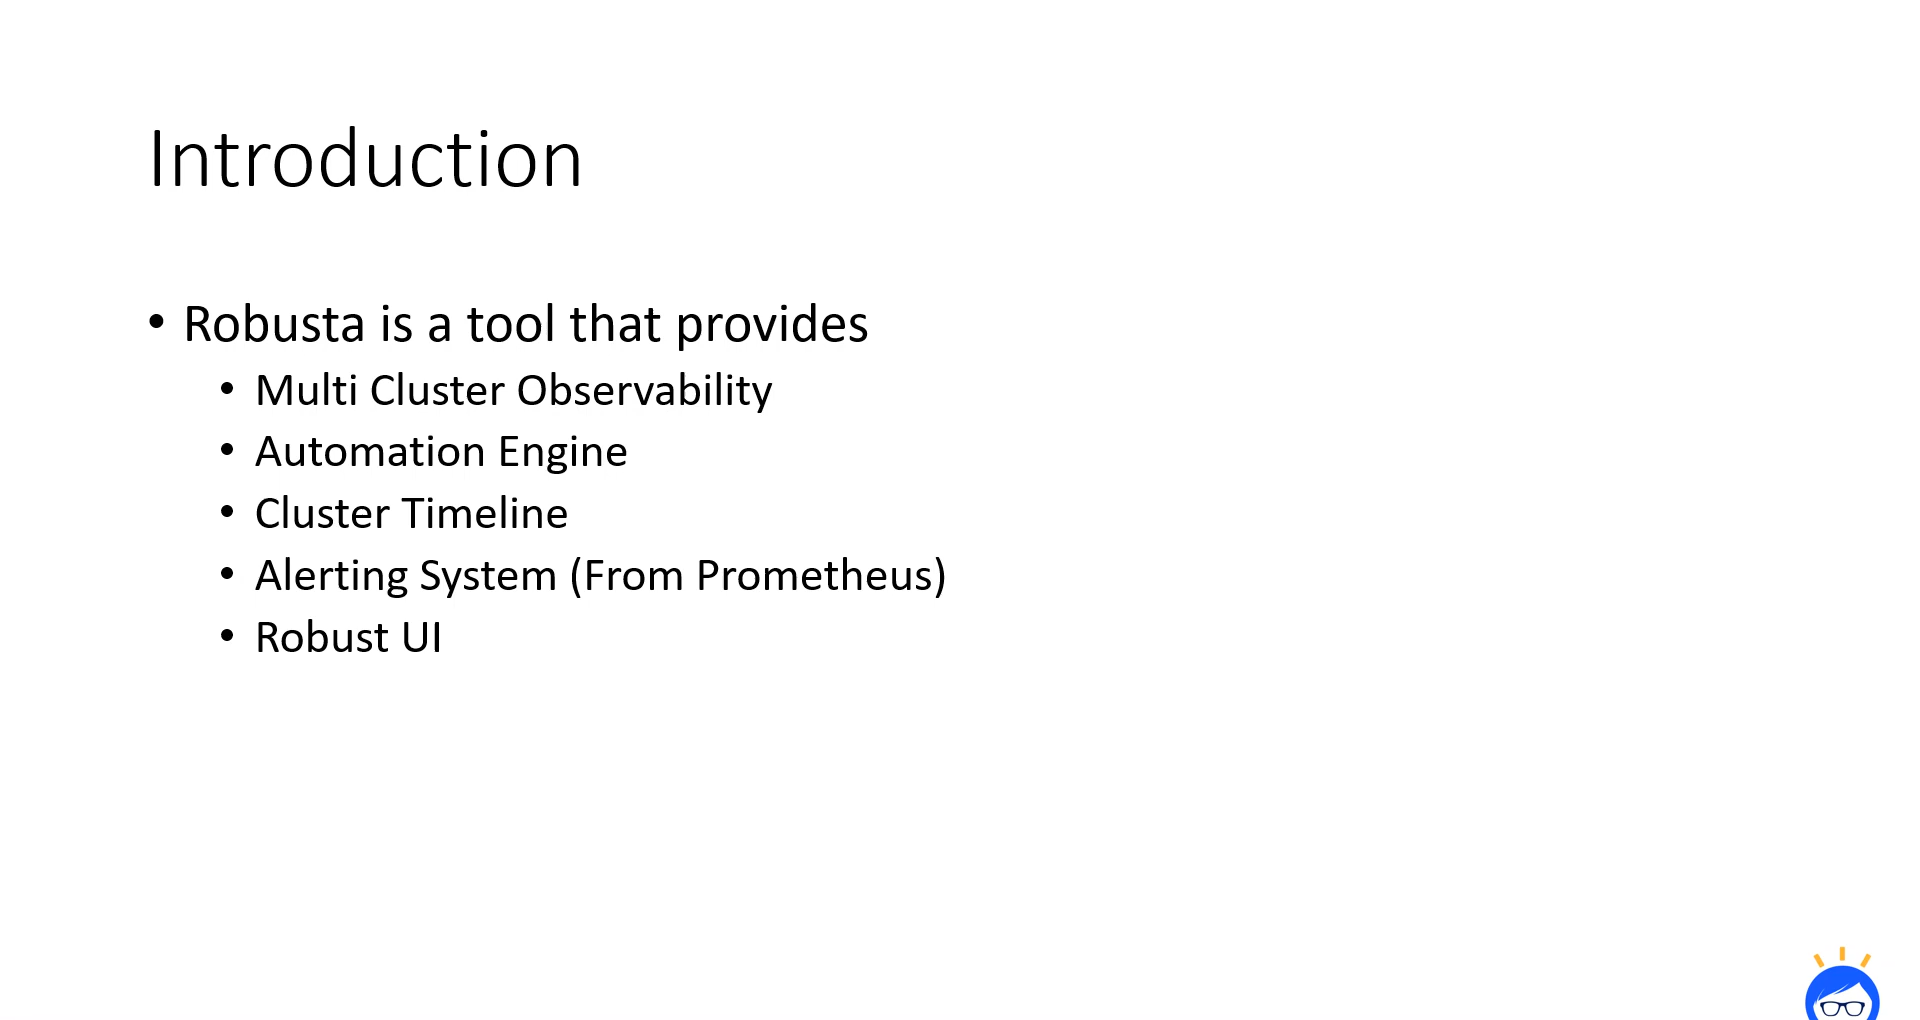 Introduction
• Robusta is a tool that provides
• Multi Cluster Observability
• Automation Engine
• Cluster Timeline
• Alerting System (From Prometheus)
• Robust UI